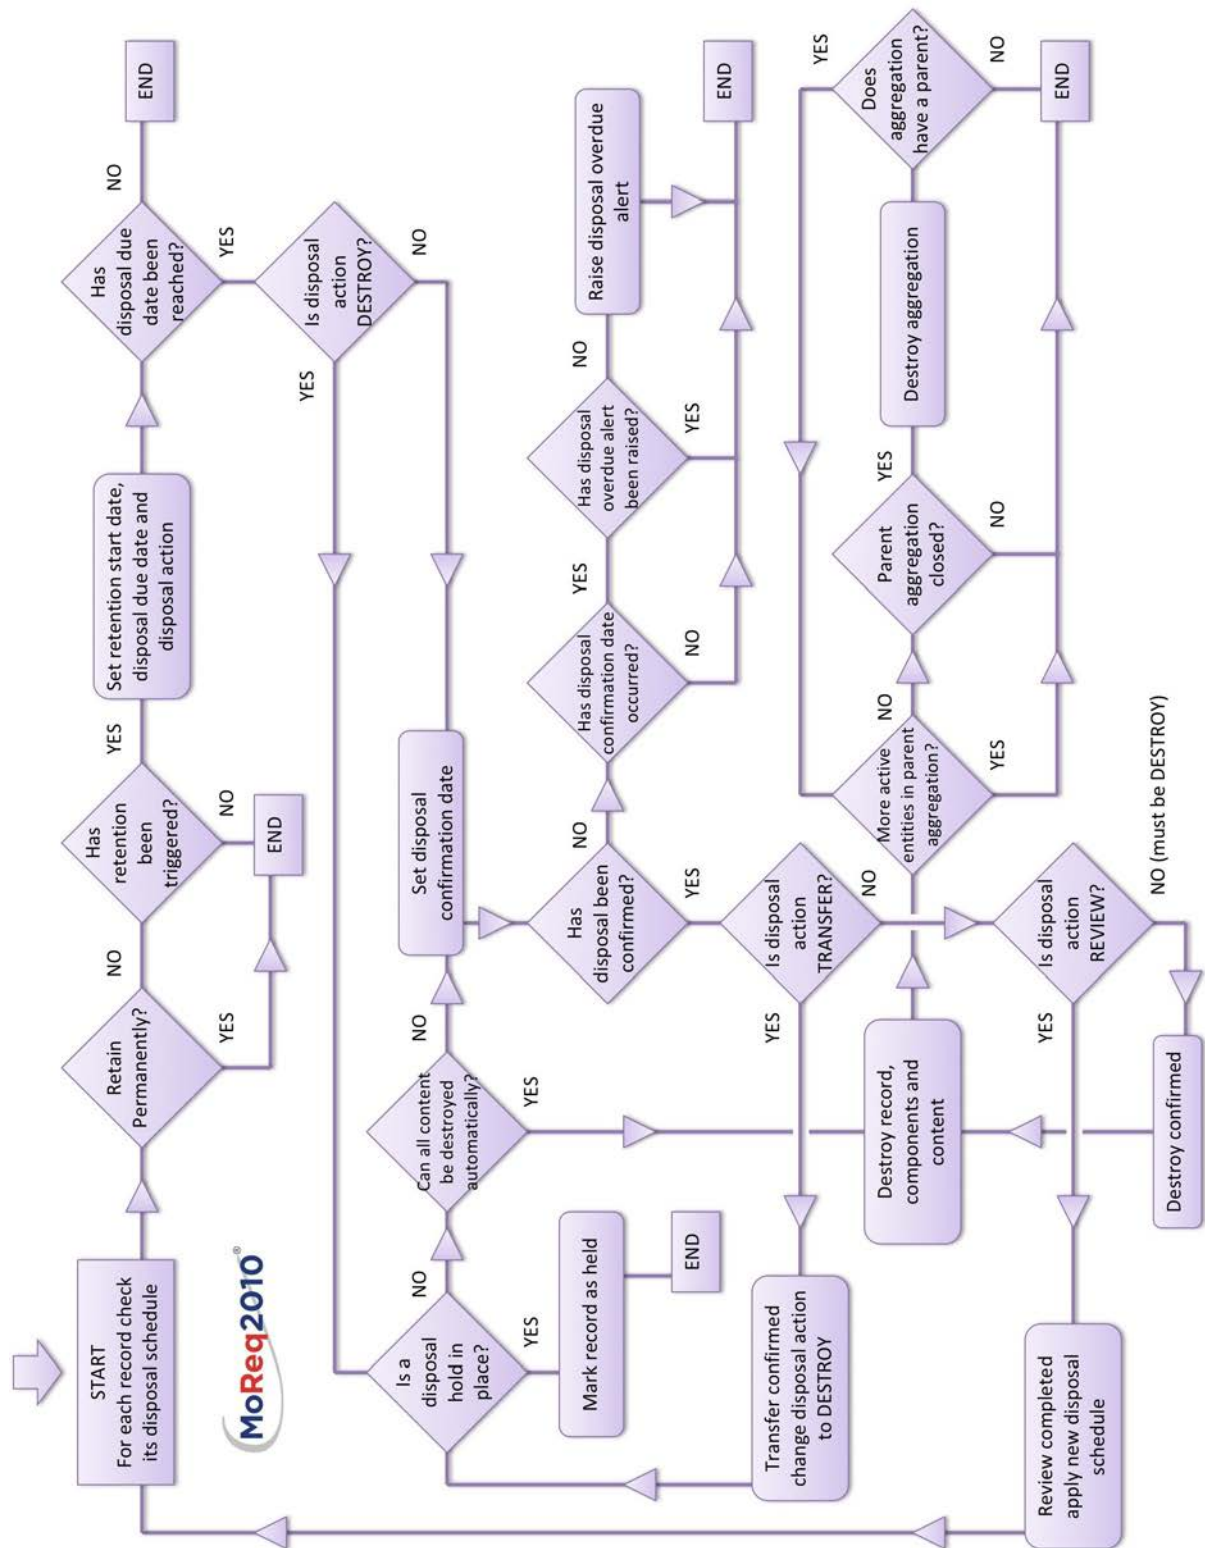 START
For each record check
its disposal schedule
Retain
Permanently?
NO
YES
Has
retention
been
triggered?
YES
NO
END
Set retention start date,
disposal due date and
disposal action
Has
disposal due
date been
reached?
NO
END
YES
MoReq2010®
Is disposal
action
DESTROY?
YES
NO
Is a
disposal
hold in
place?
NO
YES
Mark record as held
END
Can all content
be destroyed
automatically?
NO
YES
Set disposal
confirmation date
Has
disposal been
confirmed?
NO
YES
Has disposal
confirmation date
occurred?
YES
NO
Has disposal
overdue alert
been raised?
NO
YES
Raise disposal overdue
alert
END
Is disposal
action
TRANSFER?
YES
NO
Transfer confirmed
change disposal action
to DESTROY
Destroy record,
components and
content
More active
entities in parent
aggregation?
NO
YES
Parent
aggregation
closed?
YES
NO
Destroy aggregation
Does
aggregation
have a parent?
YES
NO
END
Is disposal
action
REVIEW?
YES
NO (must be DESTROY)
Review completed
apply new disposal
schedule
Destroy confirmed